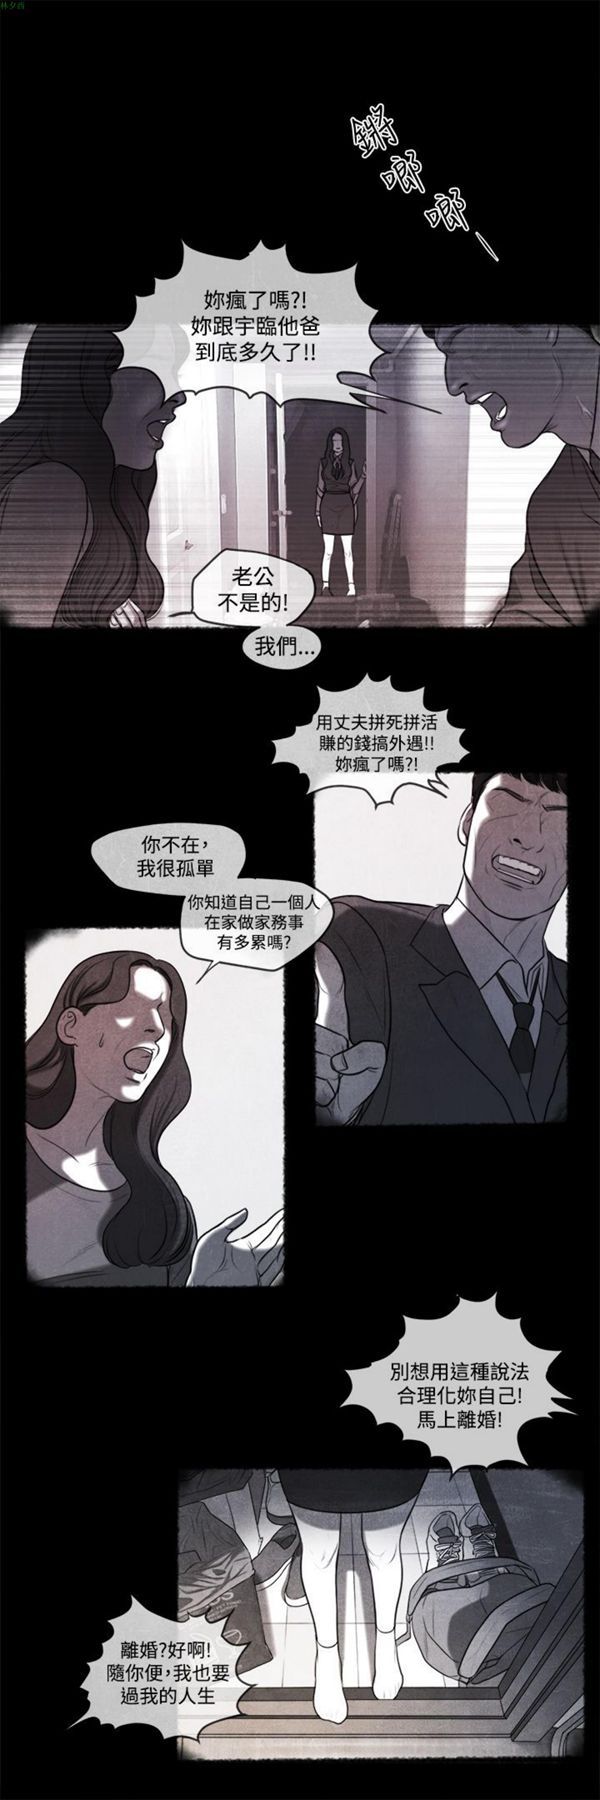 林夕西
鏘
啷
啷
妳瘋了嗎?!
妳跟宇臨他爸
到底多久了!!
老公
不是的!
我們...
用丈夫拼死拼活
賺的錢搞外遇!!
妳瘋了嗎?!
你不在,
我很孤單
你知道自己一個人
在家做家務事
有多累嗎?
別想用這種說法
合理化妳自己!
馬上離婚!
離婚?好啊!
隨你便,我也要
過我的人生